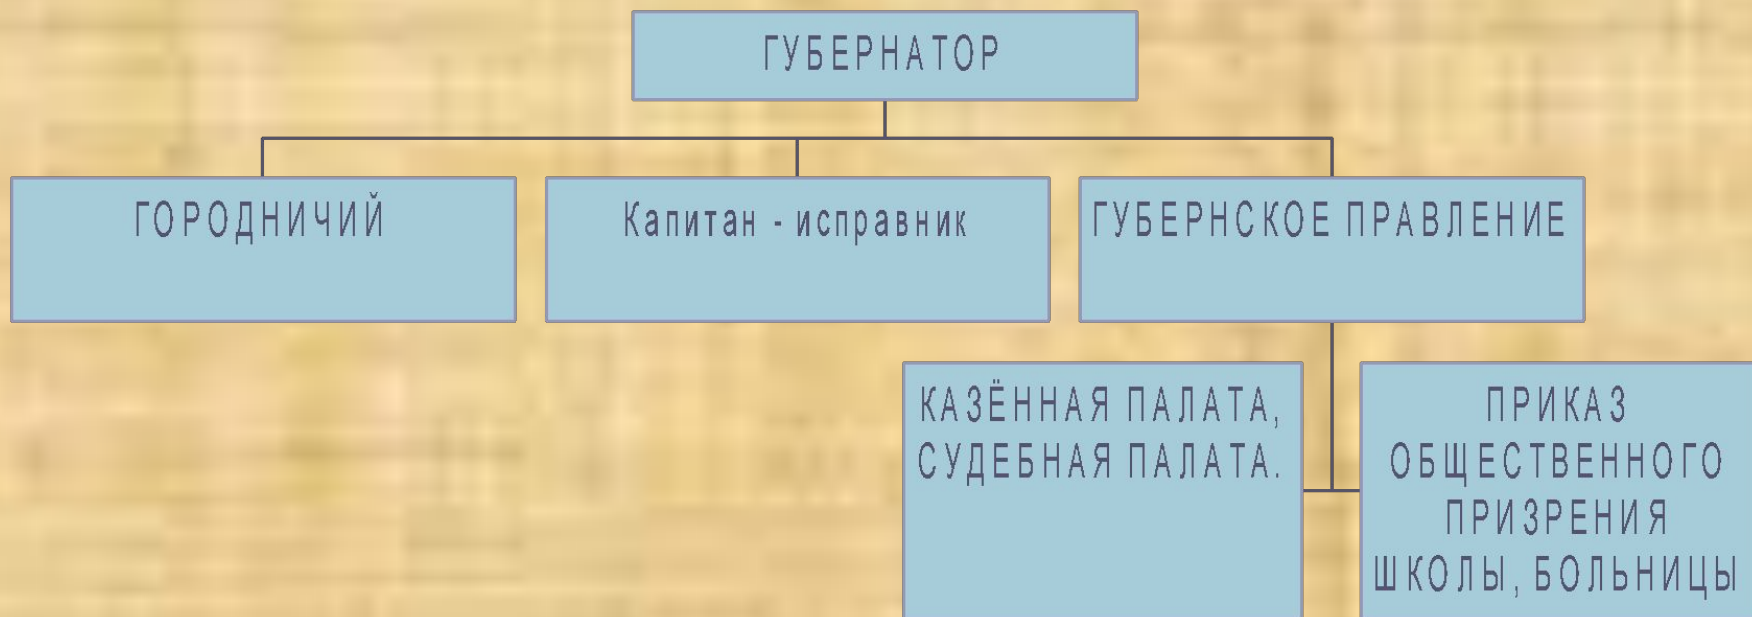 ГУБЕРНАТОР
ГОРОДНИЧИЙ
Капитан - исправник
ГУБЕРНСКОЕ ПРАВЛЕНИЕ
КАЗЁННАЯ ПАЛАТА,
СУДЕБНАЯ ПАЛАТА.
ПРИКАЗ
ОБЩЕСТВЕННОГО
ПРИЗРЕНИЯ
ШКОЛЫ, БОЛЬНИЦЫ